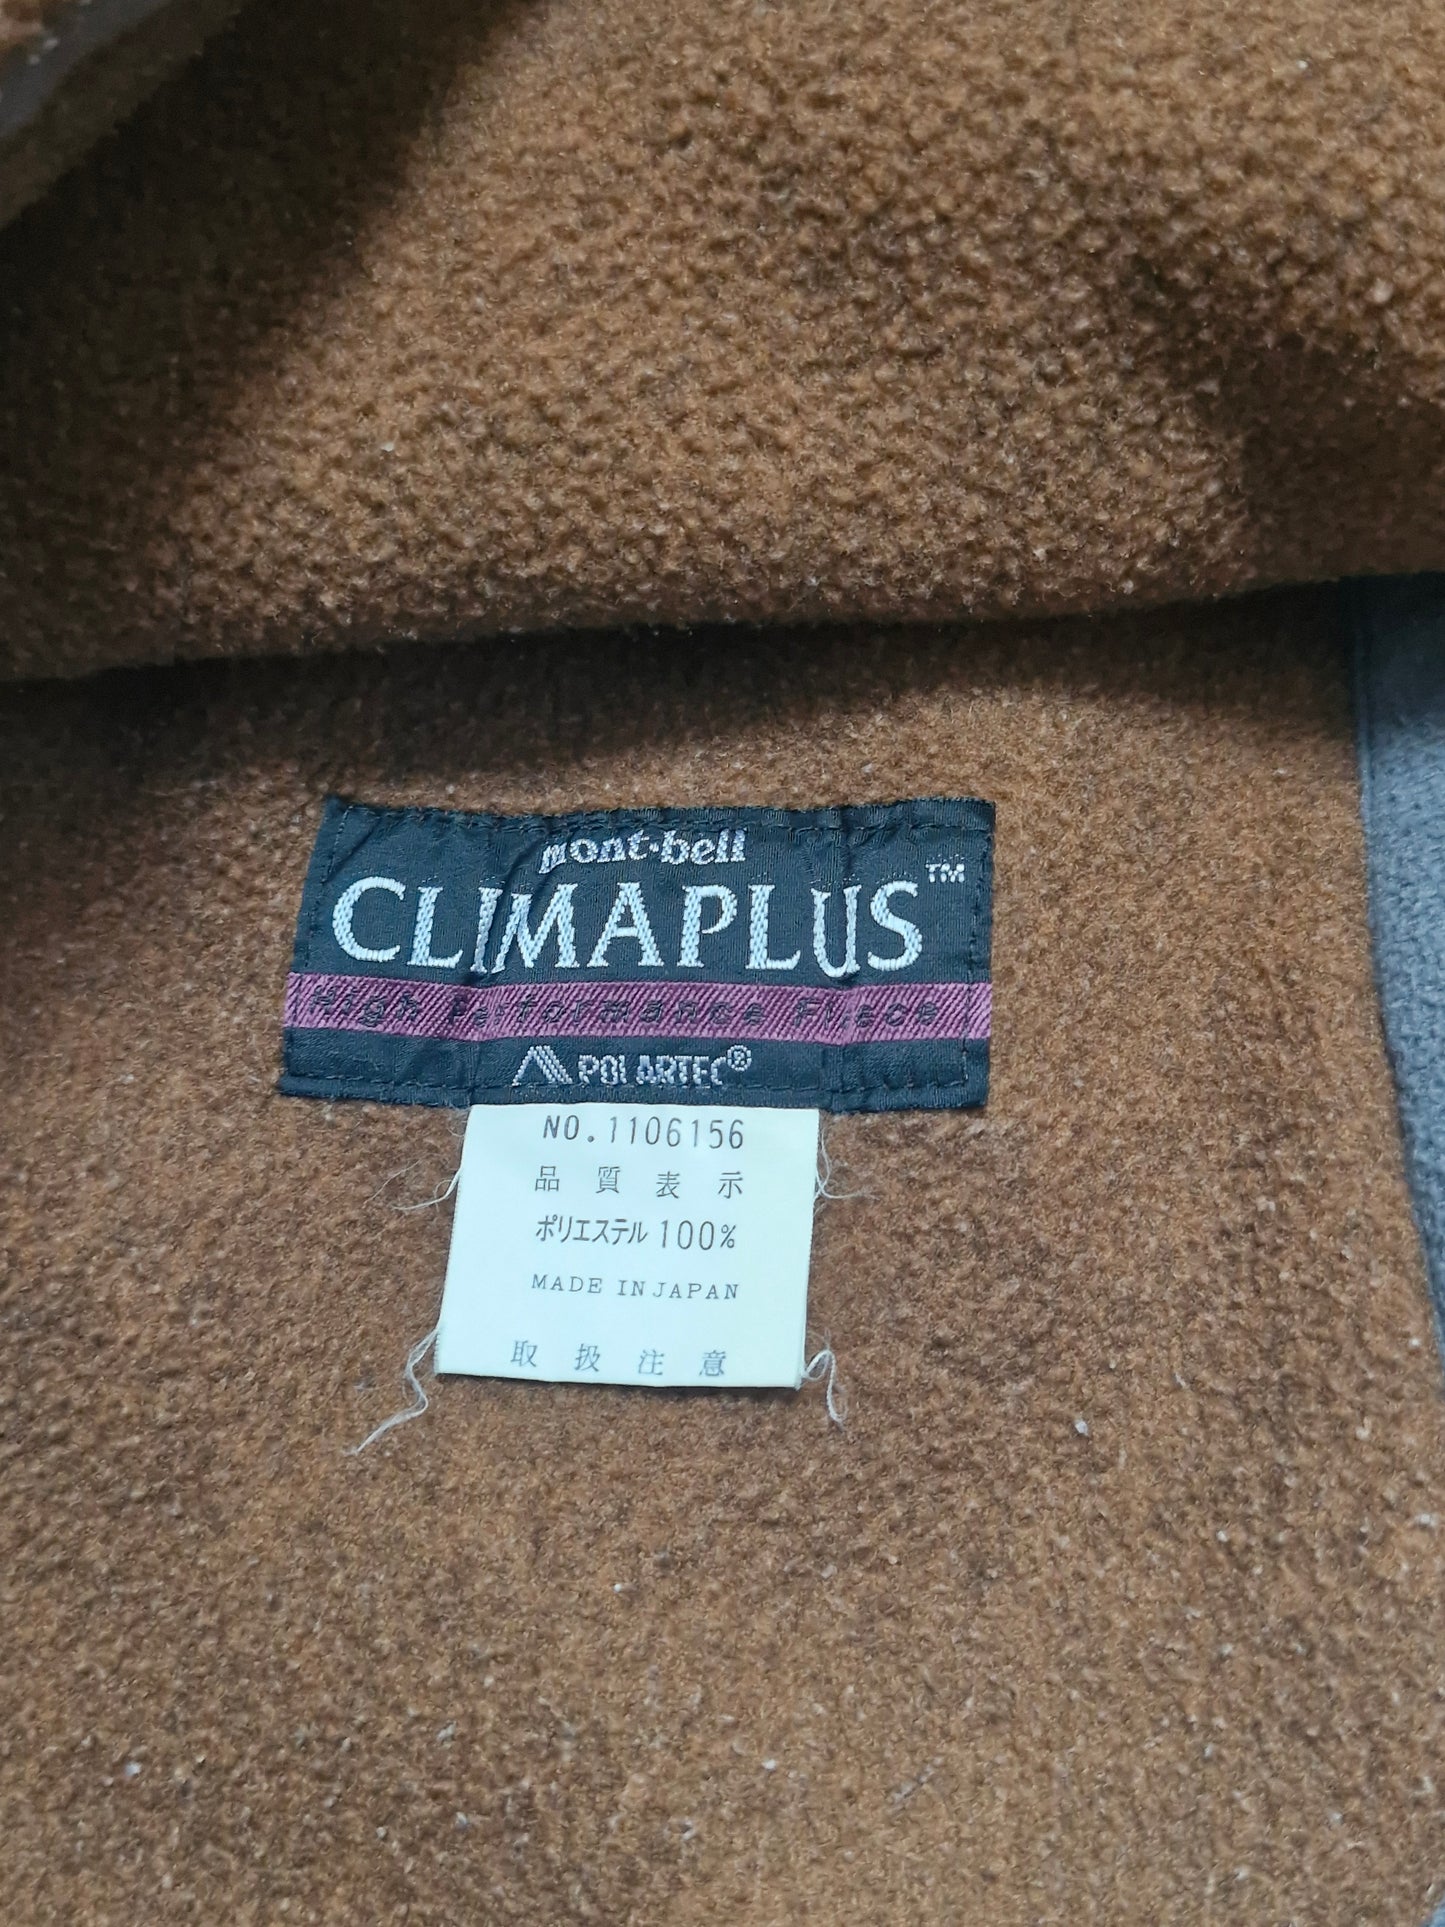 mont-bell
CLIMAPLUS™
High Performance Fleece
POLARTEC®
NO.1106156
品質表示
ポリエステル 100%
MADE IN JAPAN
取扱注意